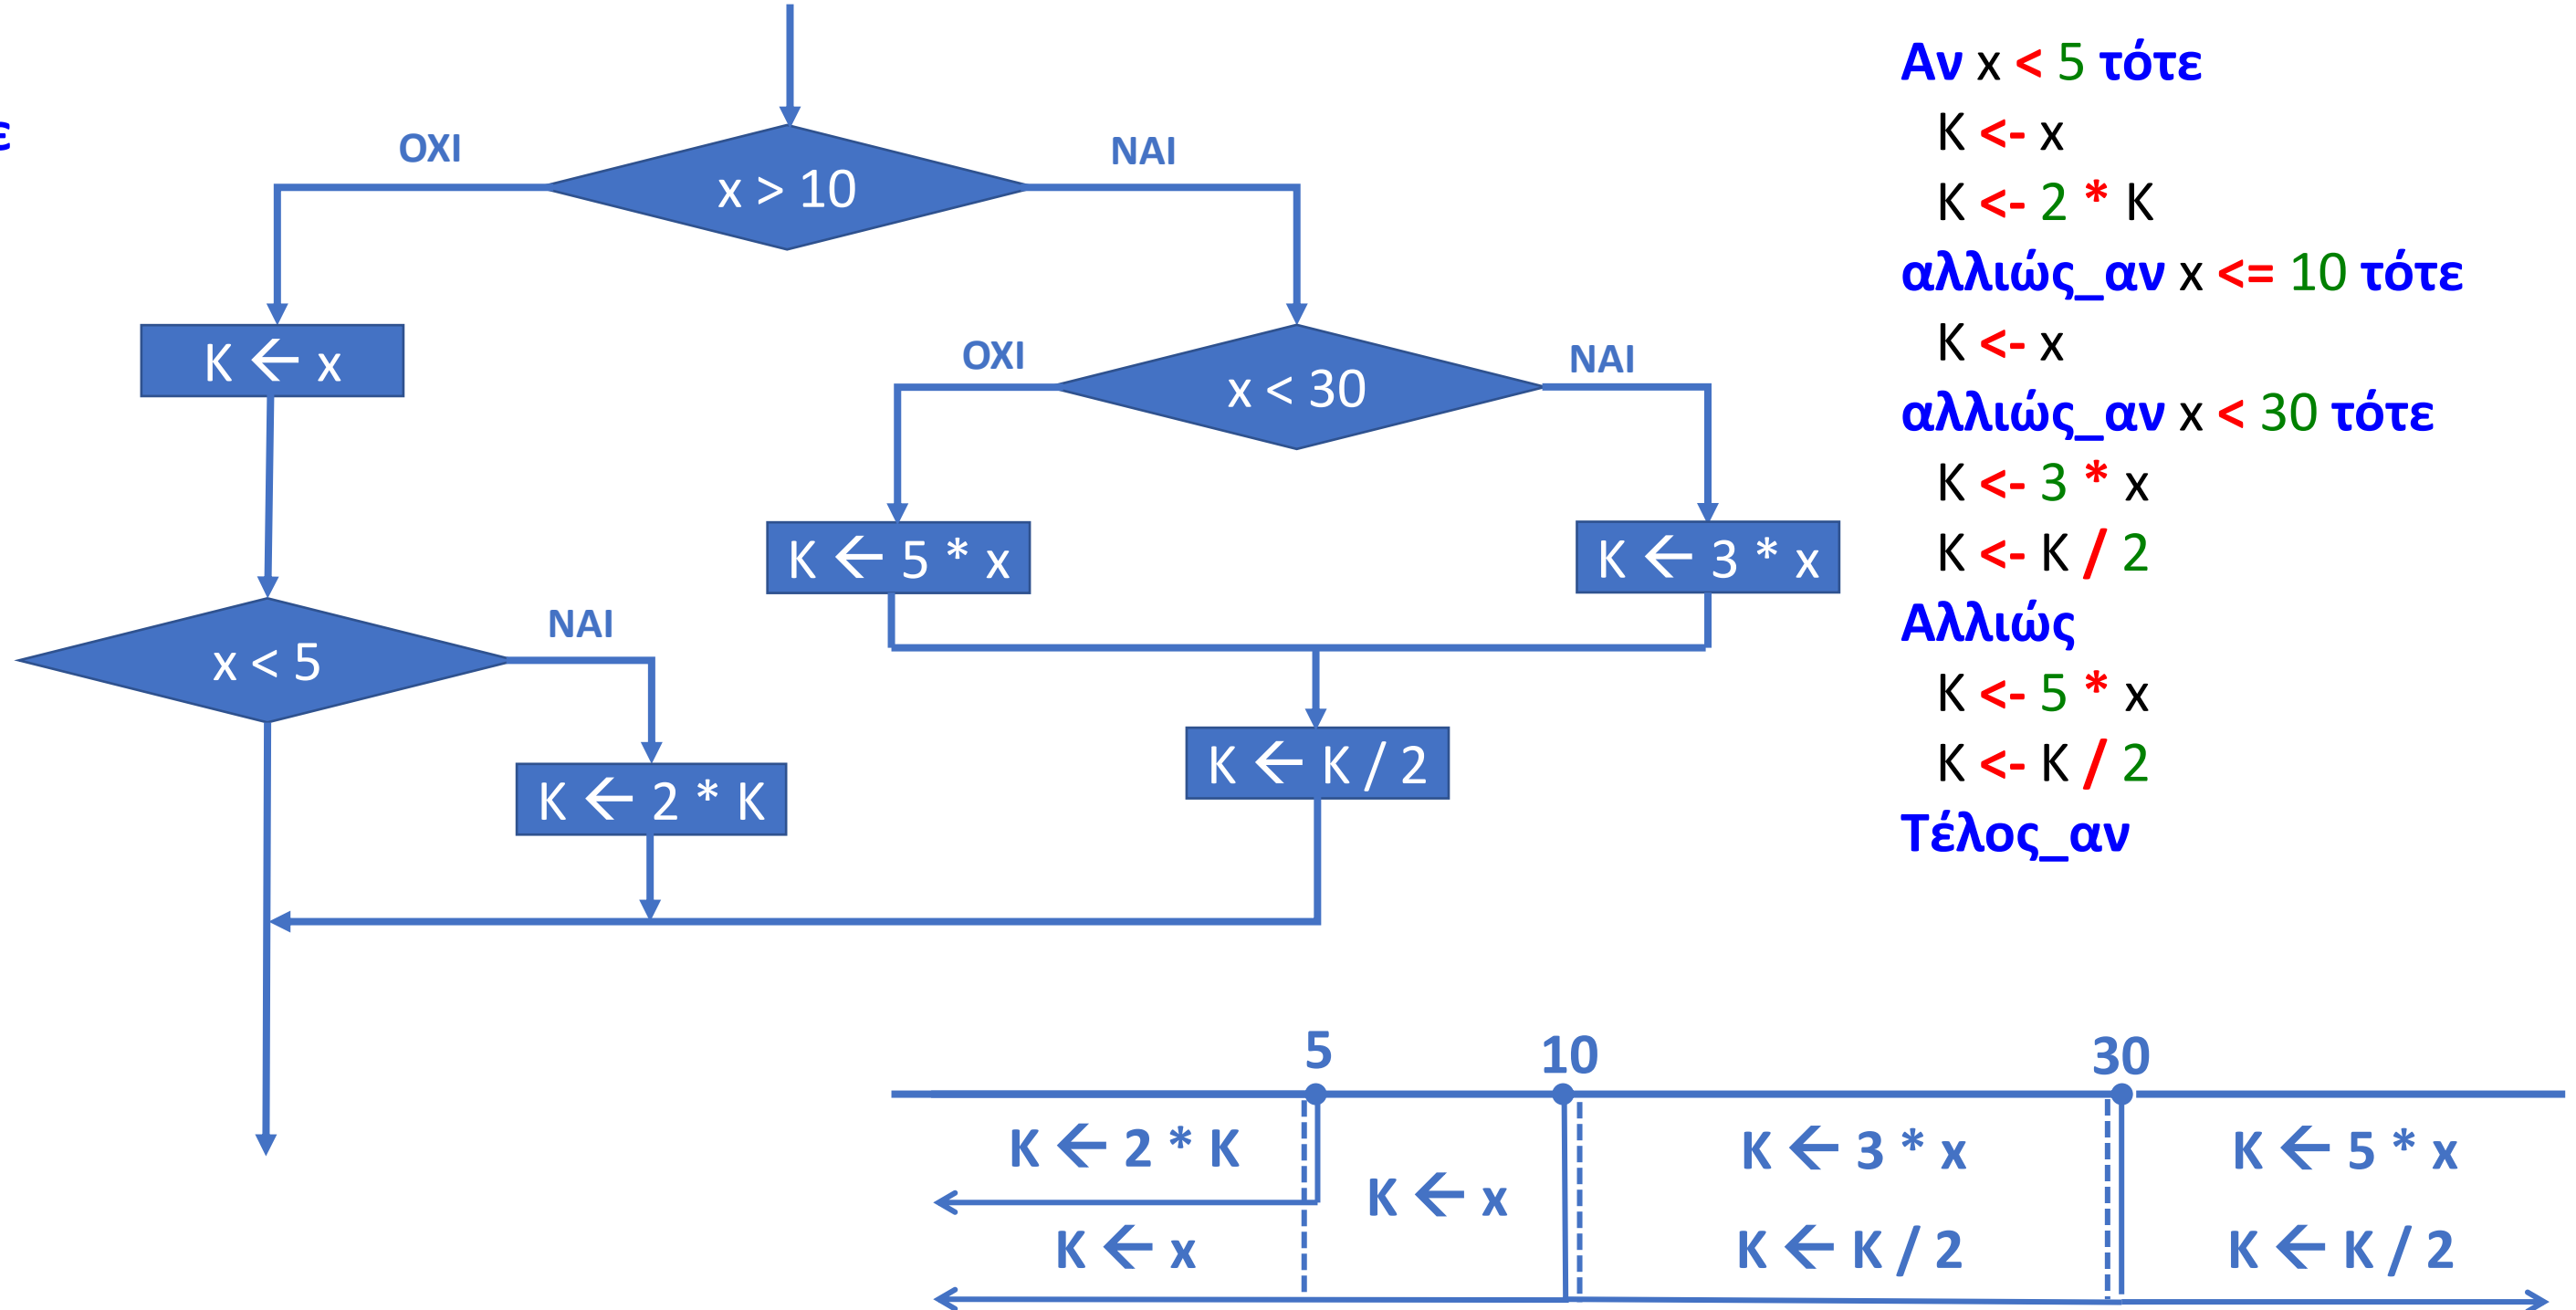 ε
x > 10
ΟΧΙ
ΝΑΙ
K ← x
x < 30
ΟΧΙ
ΝΑΙ
K ← 5 * x
K ← 3 * x
x < 5
ΝΑΙ
K ← 2 * K
K ← K / 2
Αν x < 5 τότε
K <- x
K <- 2 * K
αλλιώς_αν x <= 10 τότε
K <- x
αλλιώς_αν x < 30 τότε
K <- 3 * x
K <- K / 2
Αλλιώς
K <- 5 * x
K <- K / 2
Τέλος_αν
5
10
30
K ← 2 * K
K ← x
K ← x
K ← 3 * x
K ← K / 2
K ← 5 * x
K ← K / 2